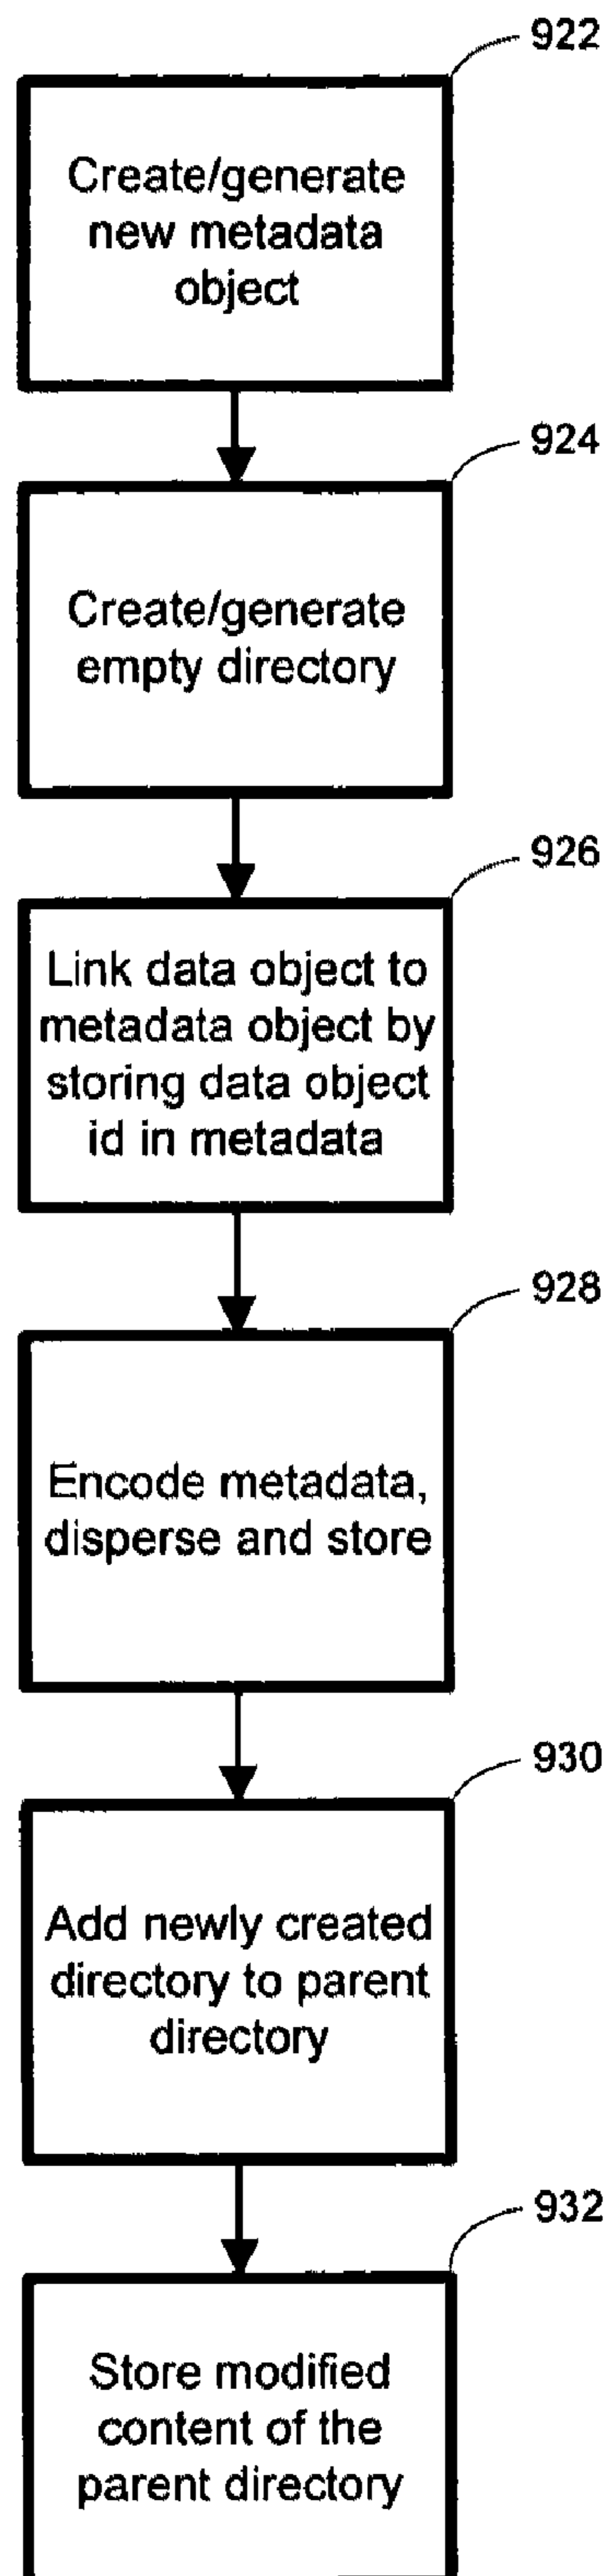 922
Create/generate
new metadata
object
924
Create/generate
empty directory
926
Link data object to
metadata object by
storing data object
id in metadata
928
Encode metadata,
disperse and store
930
Add newly created
directory to parent
directory
932
Store modified
content of the
parent directory